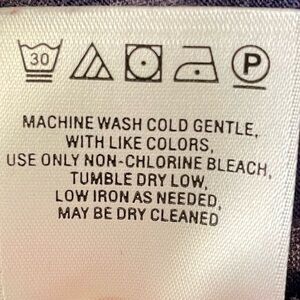 30 P
MACHINE WASH COLD GENTLE,
WITH LIKE COLORS,
USE ONLY NON-CHLORINE BLEACH,
TUMBLE DRY LOW,
LOW IRON AS NEEDED,
MAY BE DRY CLEANED